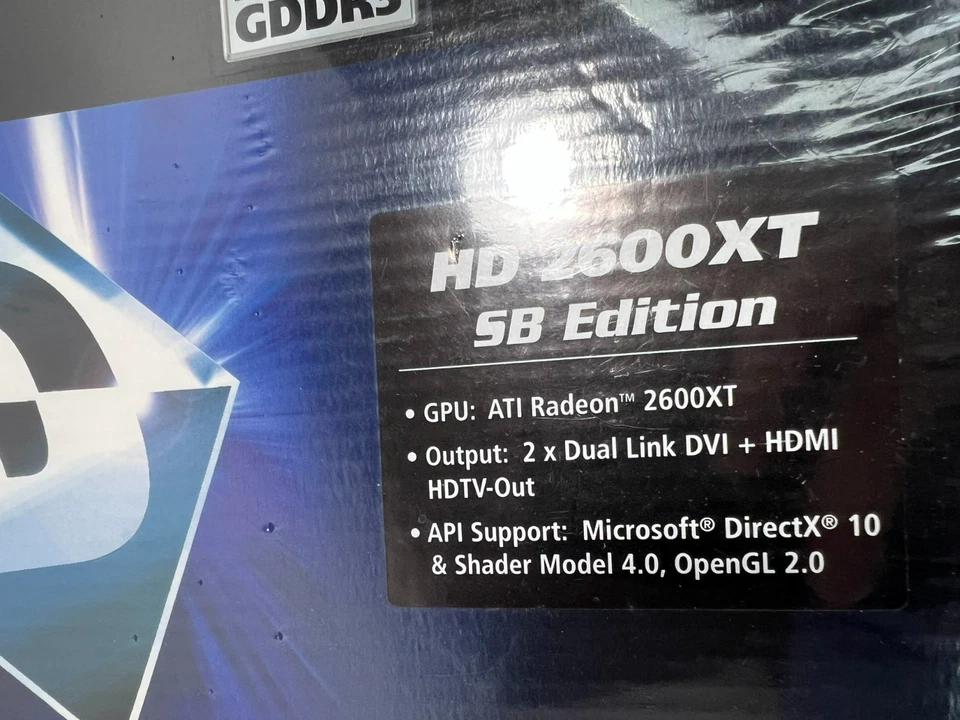 GDDR3
HD 2600XT
SB Edition
• GPU: ATI Radeon™ 2600XT
• Output: 2 x Dual Link DVI + HDMI
HDTV-Out
• API Support: Microsoft® DirectX® 10
& Shader Model 4.0, OpenGL 2.0